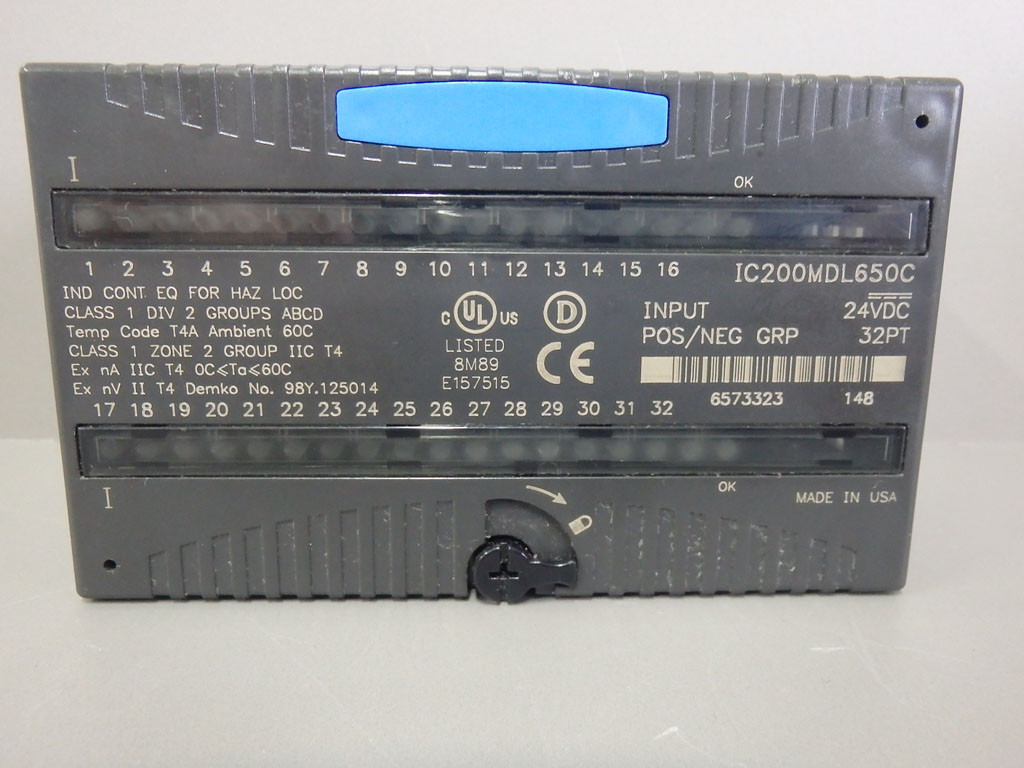 I
OK
1 2 3 4 5 6 7 8 9 10 11 12 13 14 15 16
IC200MDL650C
IND CONT EQ FOR HAZ LOC
CLASS 1 DIV 2 GROUPS ABCD
Temp Code T4A Ambient 60C
CLASS 1 ZONE 2 GROUP IIC T4
Ex nA IIC T4 0C≤Ta≤60C
Ex nV II T4 Demko No. 98Y.125014
C UL US
LISTED
8M89
E157515
D
CE
INPUT 24VDC
POS/NEG GRP 32PT
6573323 148
17 18 19 20 21 22 23 24 25 26 27 28 29 30 31 32
I
OK
MADE IN USA